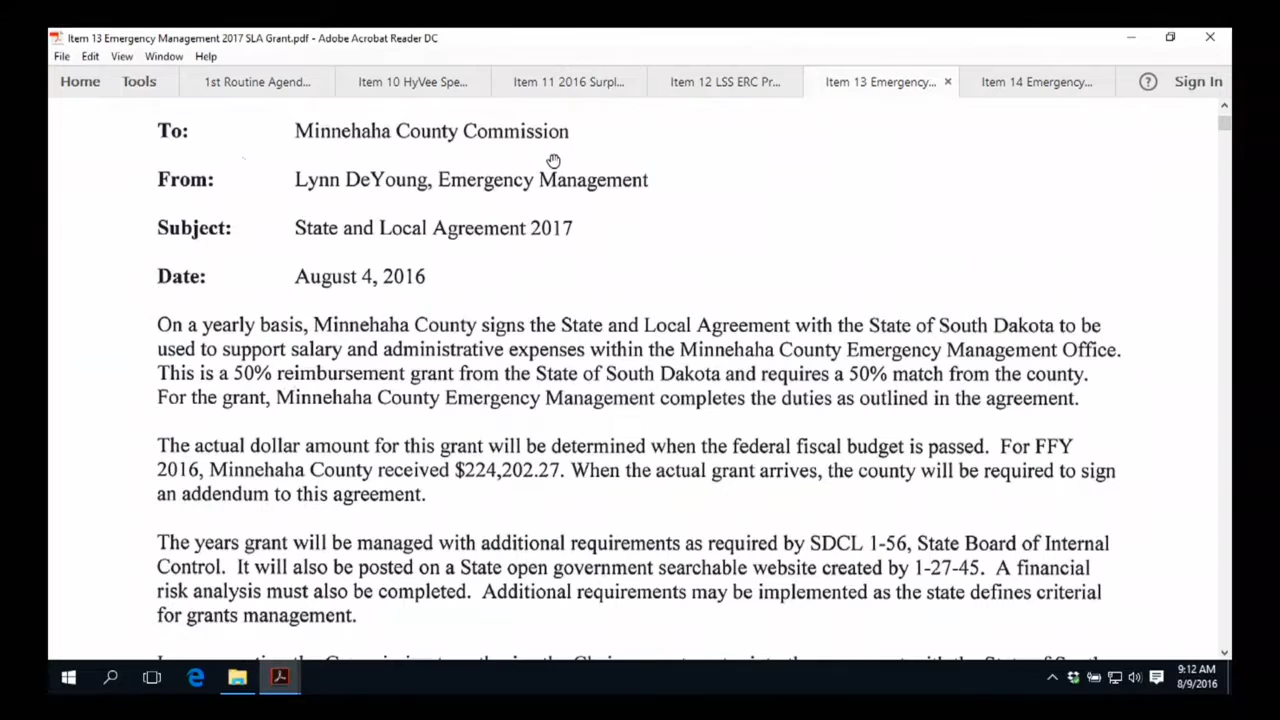 Item 13 Emergency Management 2017 SLA Grant.pdf - Adobe Acrobat Reader DC
File Edit View Window Help
Home Tools 1st Routine Agend... Item 10 HyVee Spe... Item 11 2016 Surpl... Item 12 LSS ERC Pr... Item 13 Emergency... × Item 14 Emergency... ? Sign In
To: Minnehaha County Commission
From: Lynn DeYoung, Emergency Management
Subject: State and Local Agreement 2017
Date: August 4, 2016
On a yearly basis, Minnehaha County signs the State and Local Agreement with the State of South Dakota to be
used to support salary and administrative expenses within the Minnehaha County Emergency Management Office.
This is a 50% reimbursement grant from the State of South Dakota and requires a 50% match from the county.
For the grant, Minnehaha County Emergency Management completes the duties as outlined in the agreement.
The actual dollar amount for this grant will be determined when the federal fiscal budget is passed. For FFY
2016, Minnehaha County received $224,202.27. When the actual grant arrives, the county will be required to sign
an addendum to this agreement.
The years grant will be managed with additional requirements as required by SDCL 1-56, State Board of Internal
Control. It will also be posted on a State open government searchable website created by 1-27-45. A financial
risk analysis must also be completed. Additional requirements may be implemented as the state defines criterial
for grants management.
9:12 AM
8/9/2016